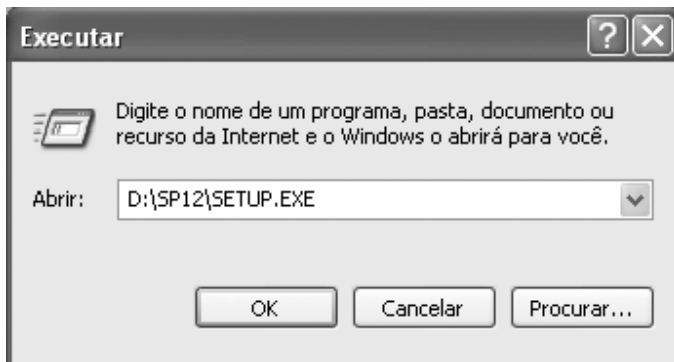 Executar
Digite o nome de um programa, pasta, documento ou
recurso da Internet e o Windows o abrirá para você.
Abrir: D:\SP12\SETUP.EXE
OK Cancelar Procurar...